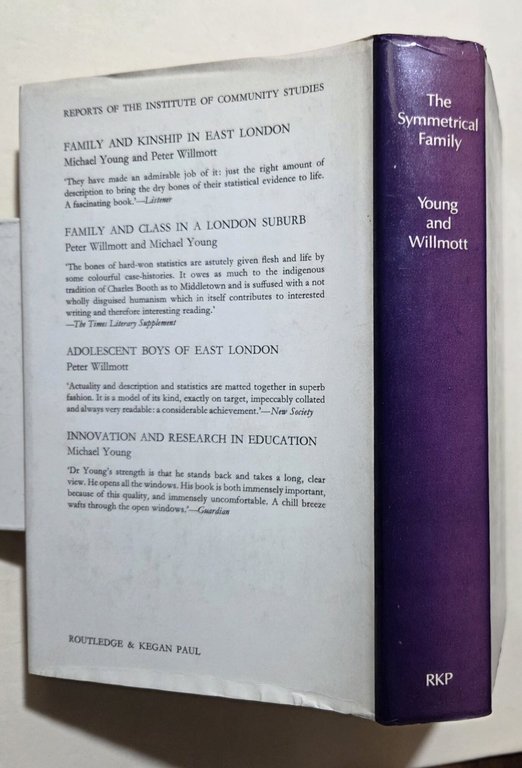 REPORTS OF THE INSTITUTE OF COMMUNITY STUDIES
FAMILY AND KINSHIP IN EAST LONDON
Michael Young and Peter Willmott
'They have made an admirable job of it: just the right amount of
description to bring the dry bones of their statistical evidence to life.
A fascinating book.'—Listener
FAMILY AND CLASS IN A LONDON SUBURB
Peter Willmott and Michael Young
'The bones of hard-won statistics are astutely given flesh and life by
some colourful case-histories. It owes as much to the indigenous
tradition of Charles Booth as to Middletown and is suffused with a not
wholly disguised humanism which in itself contributes to interested
writing and therefore interesting reading.'
—The Times Literary Supplement
ADOLESCENT BOYS OF EAST LONDON
Peter Willmott
'Actuality and description and statistics are matted together in superb
fashion. It is a model of its kind, exactly on target, impeccably collated
and always very readable: a considerable achievement.'—New Society
INNOVATION AND RESEARCH IN EDUCATION
Michael Young
'Dr Young's strength is that he stands back and takes a long, clear
view. He opens all the windows. His book is both immensely important,
because of this quality, and immensely uncomfortable. A chill breeze
wafts through the open windows.'—Guardian
ROUTLEDGE & KEGAN PAUL
The
Symmetrical
Family
Young
and
Willmott
RKP